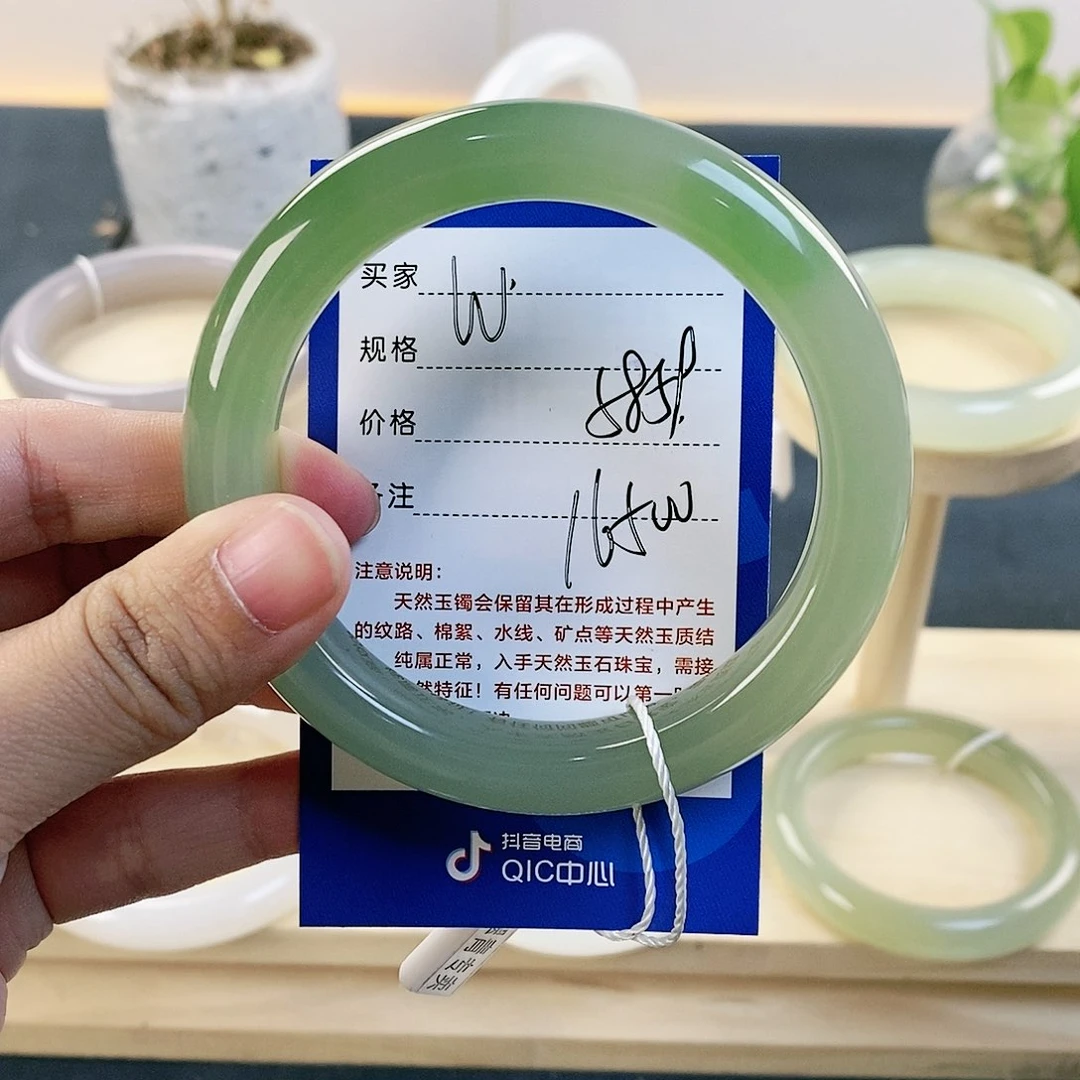 买家 W,
规格
价格 585P.
注 1650
注意说明：
天然玉镯会保留其在形成过程中产生
的纹路、棉絮、水线、矿点等天然玉质结
纯属正常，入手天然玉石珠宝，需接
然特征！有任何问题可以第一
抖音电商
QIC中心